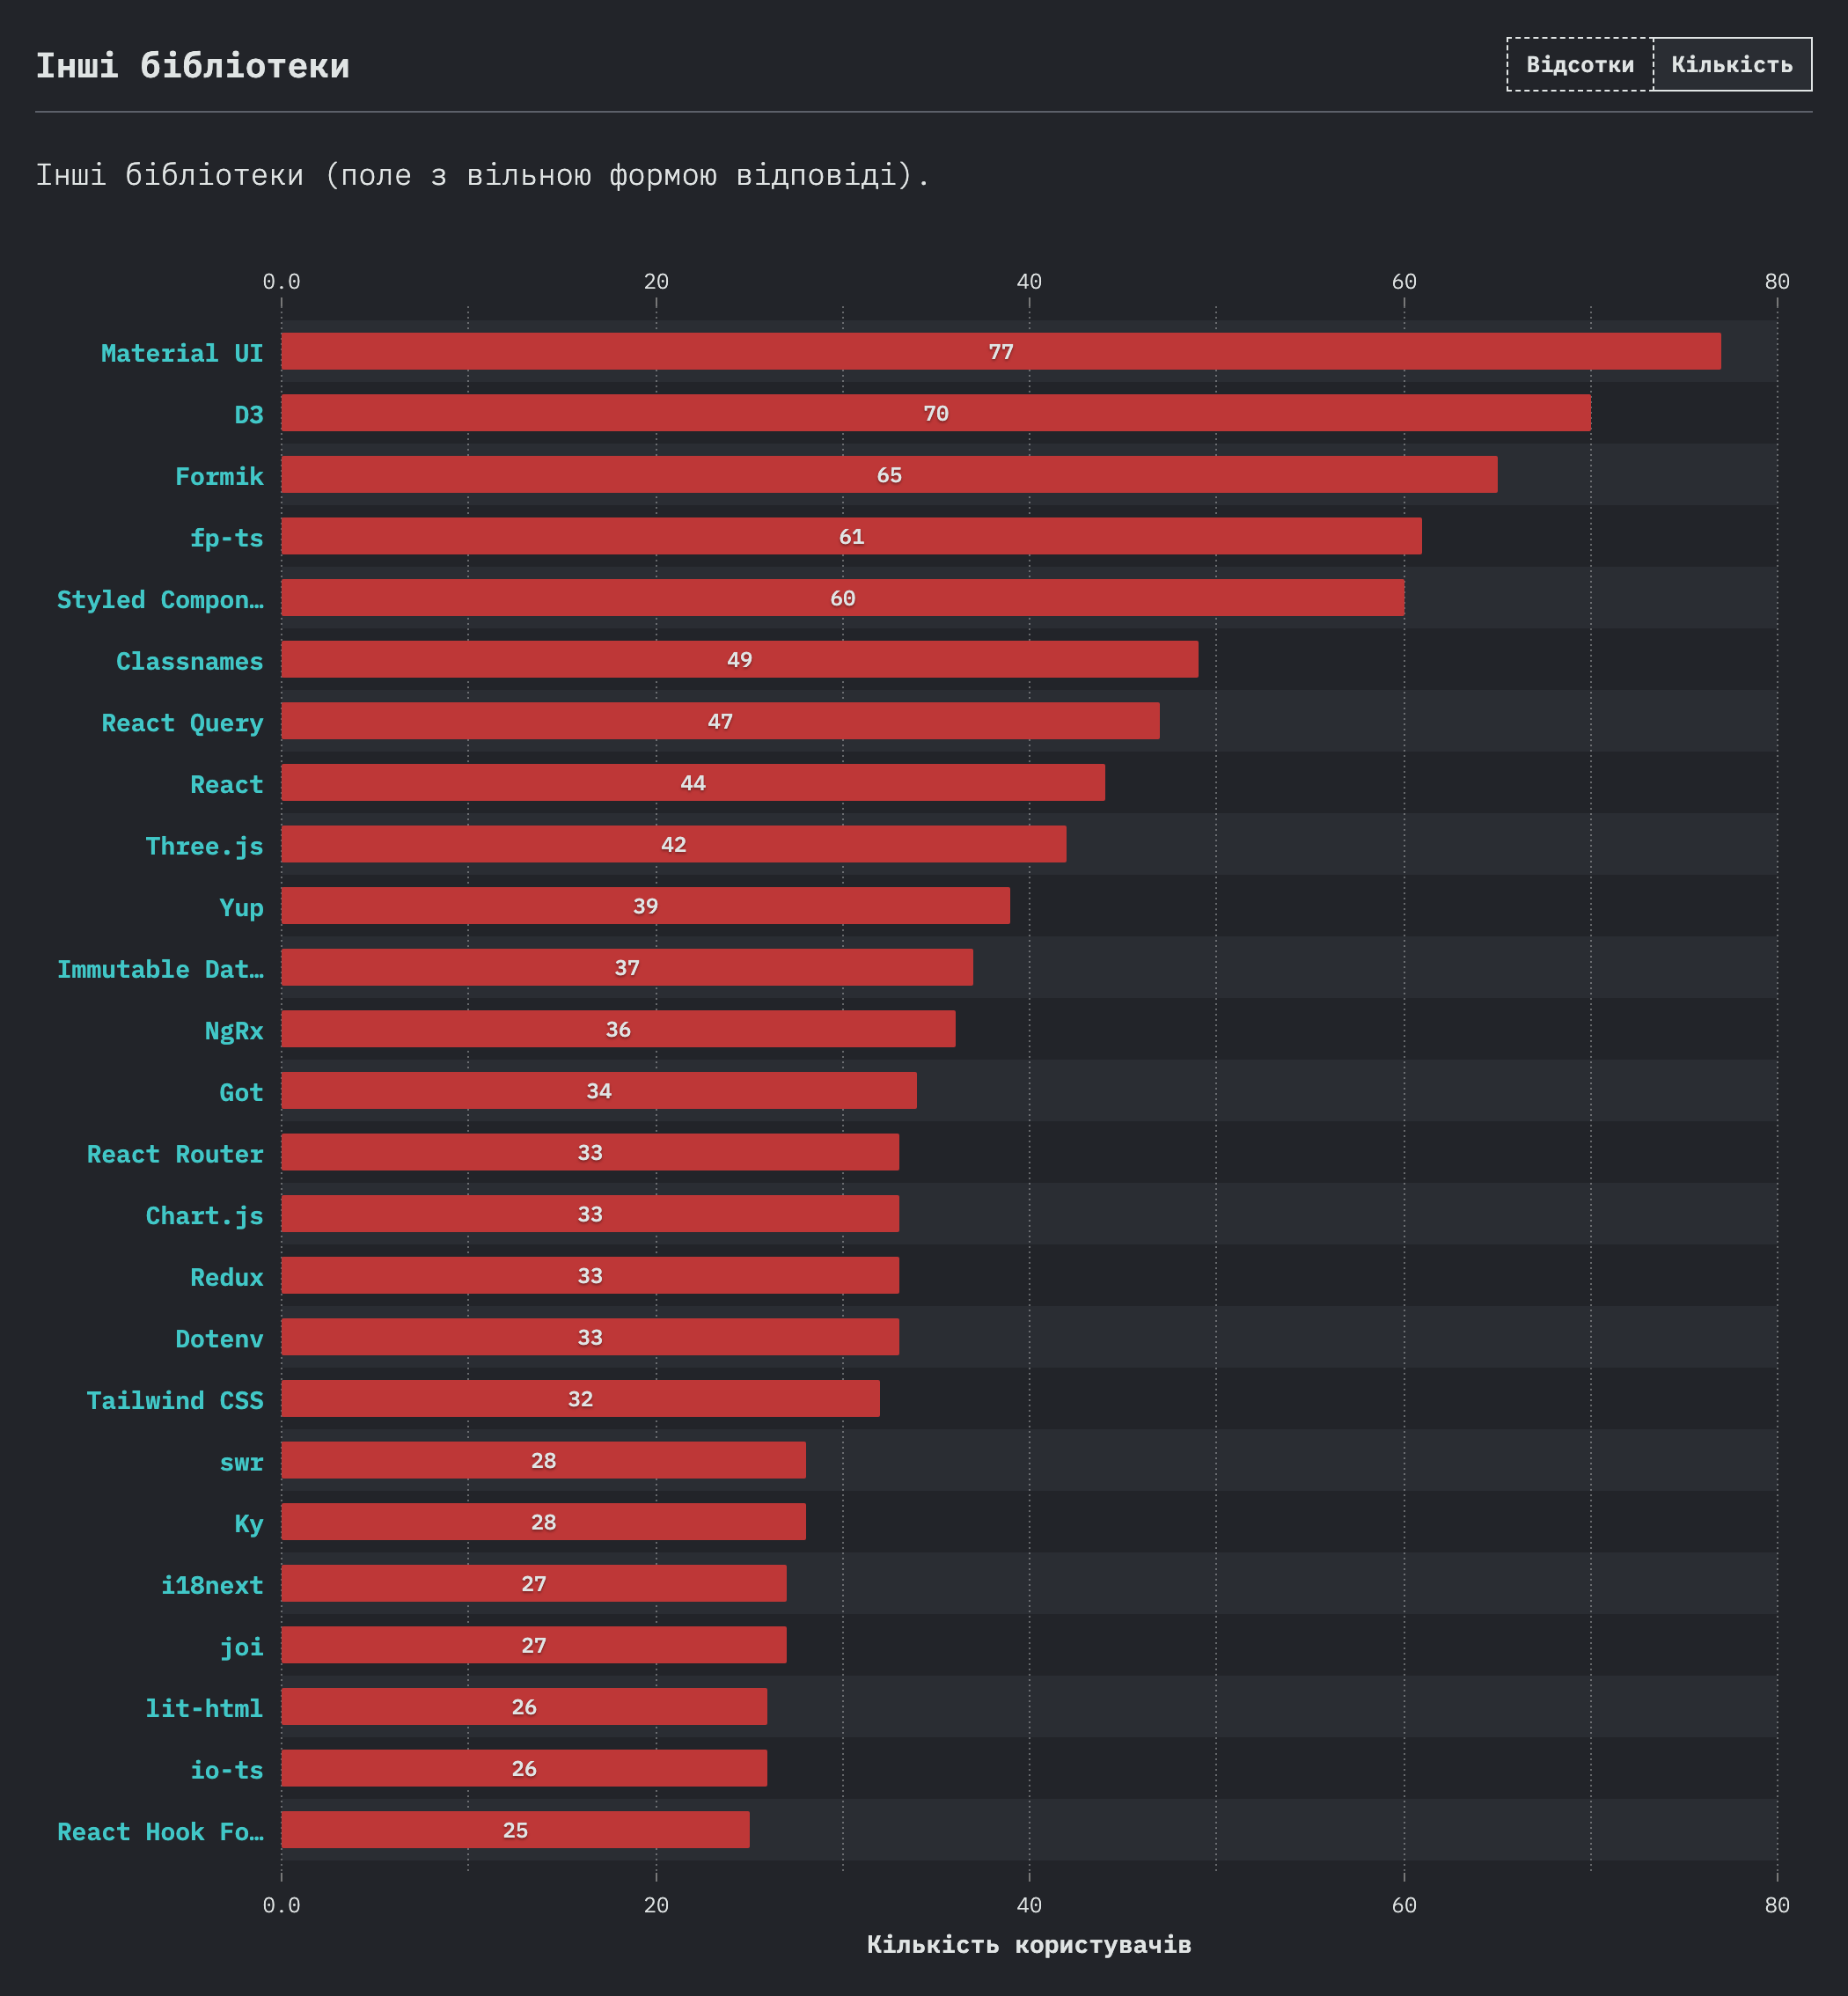 Інші бібліотеки
Відсотки Кількість
Інші бібліотеки (поле з вільною формою відповіді).
0.0 20 40 60 80
Material UI 77
D3 70
Formik 65
fp-ts 61
Styled Compon… 60
Classnames 49
React Query 47
React 44
Three.js 42
Yup 39
Immutable Dat… 37
NgRx 36
Got 34
React Router 33
Chart.js 33
Redux 33
Dotenv 33
Tailwind CSS 32
swr 28
Ky 28
i18next 27
joi 27
lit-html 26
io-ts 26
React Hook Fo… 25
0.0 20 40 60 80
Кількість користувачів